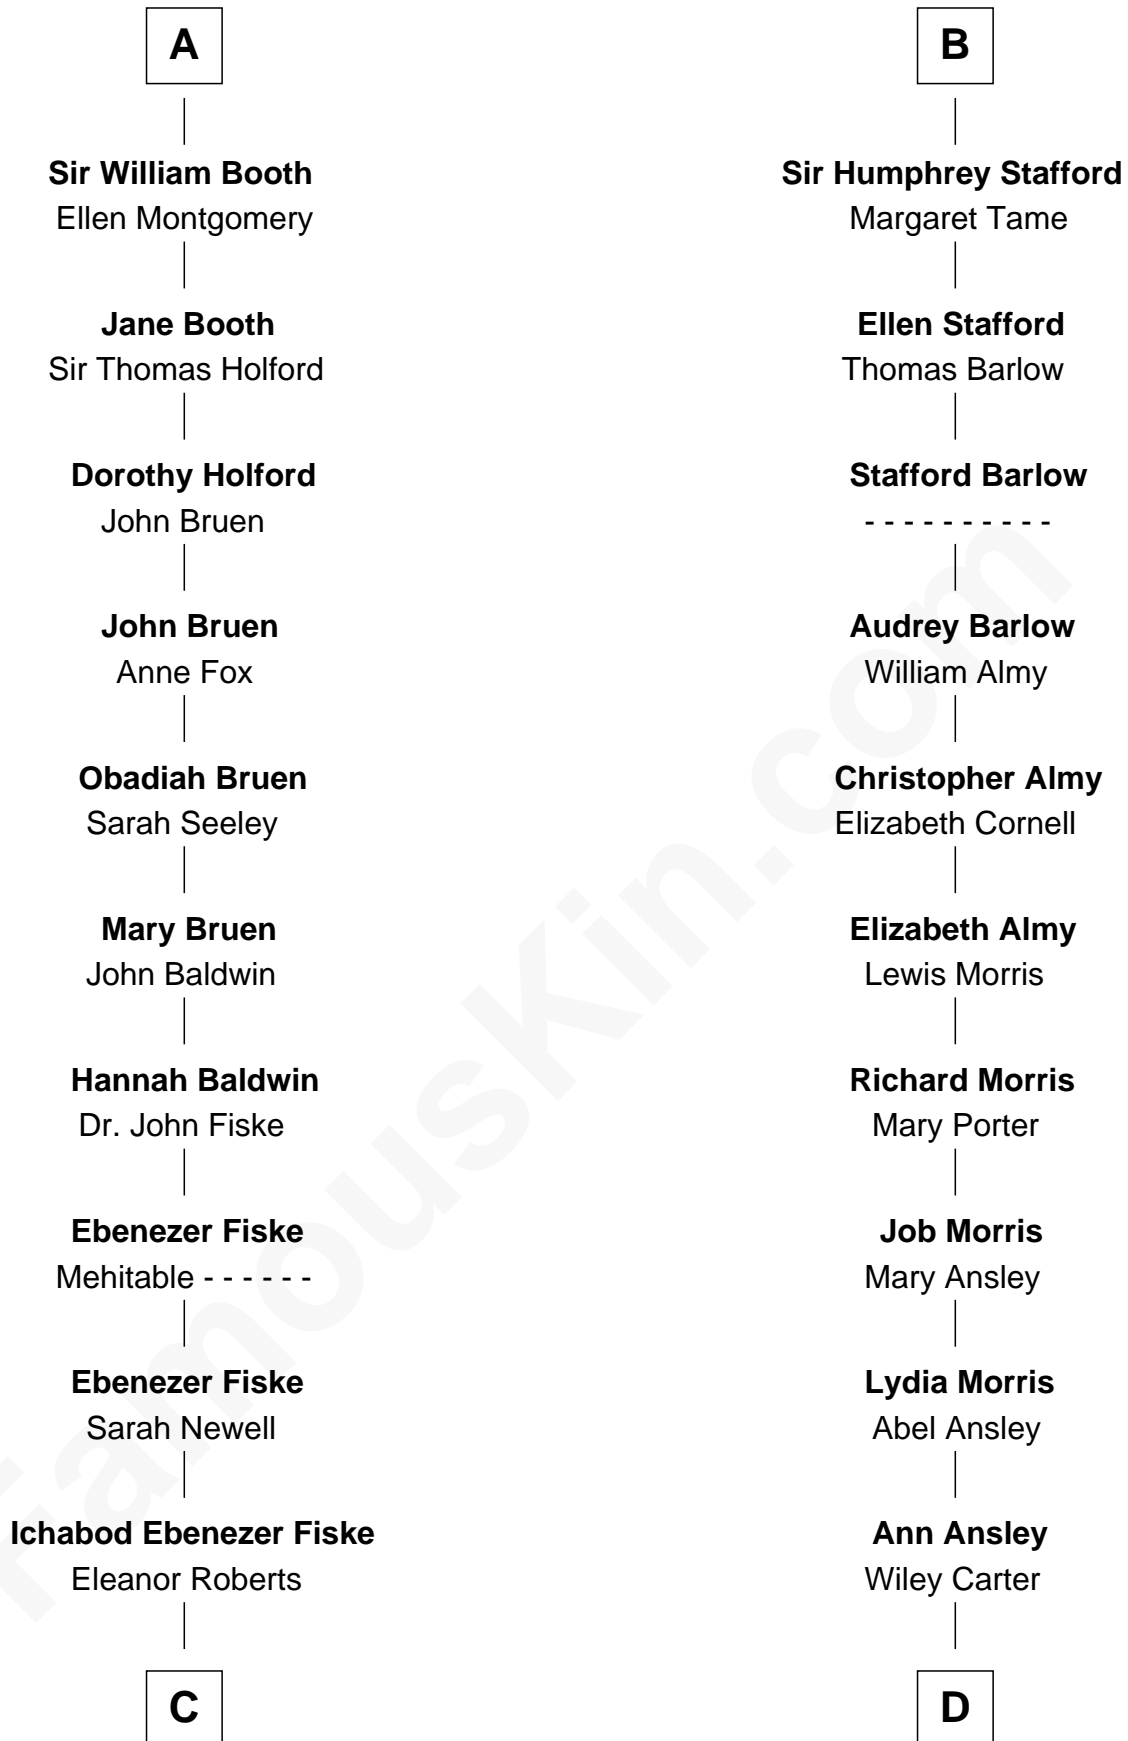 A
Sir William Booth
Ellen Montgomery
Jane Booth
Sir Thomas Holford
Dorothy Holford
John Bruen
John Bruen
Anne Fox
Obadiah Bruen
Sarah Seeley
Mary Bruen
John Baldwin
Hannah Baldwin
Dr. John Fiske
Ebenezer Fiske
Mehitable - - - - - -
Ebenezer Fiske
Sarah Newell
Ichabod Ebenezer Fiske
Eleanor Roberts
C
B
Sir Humphrey Stafford
Margaret Tame
Ellen Stafford
Thomas Barlow
Stafford Barlow
- - - - - - - - - -
Audrey Barlow
William Almy
Christopher Almy
Elizabeth Cornell
Elizabeth Almy
Lewis Morris
Richard Morris
Mary Porter
Job Morris
Mary Ansley
Lydia Morris
Abel Ansley
Ann Ansley
Wiley Carter
D
FamousKin.com